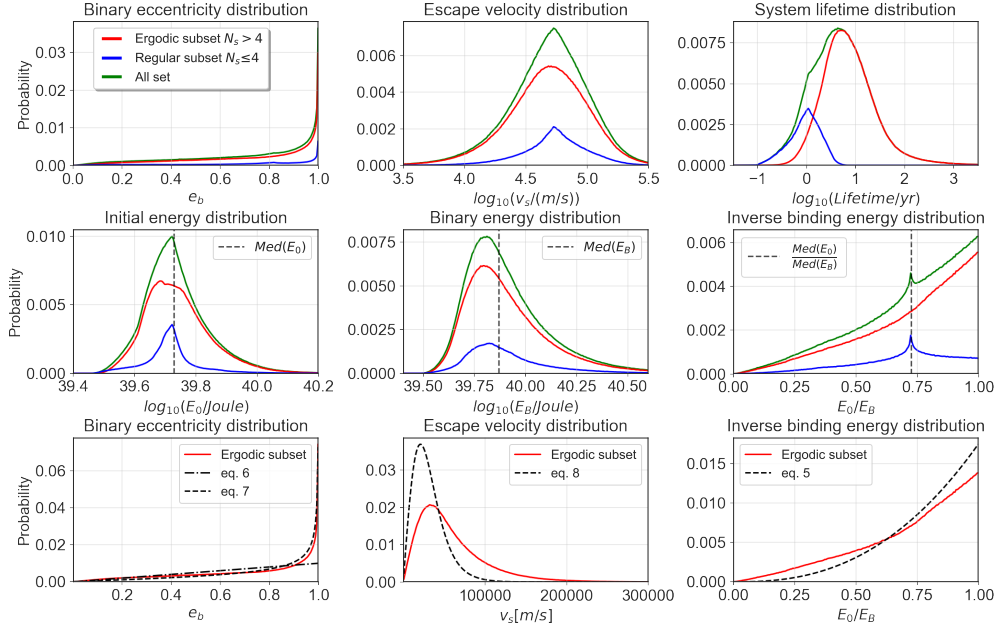 Binary eccentricity distribution
Escape velocity distribution
System lifetime distribution
Probability
0.03
0.02
0.01
0.00
Ergodic subset N_s > 4
Regular subset N_s ≤ 4
All set
0.0 0.2 0.4 0.6 0.8 1.0
e_b
0.006
0.004
0.002
0.000
3.5 4.0 4.5 5.0 5.5
log₁₀(v_s/(m/s))
0.0075
0.0050
0.0025
0.0000
−1 0 1 2 3
log₁₀(Lifetime/yr)
Initial energy distribution
Binary energy distribution
Inverse binding energy distribution
Probability
0.010
0.005
0.000
Med(E₀)
39.4 39.6 39.8 40.0 40.2
log₁₀(E₀/Joule)
0.0075
0.0050
0.0025
0.0000
Med(E_B)
39.50 39.75 40.00 40.25 40.50
log₁₀(E_B/Joule)
0.006
0.004
0.002
0.000
Med(E₀)
Med(E_B)
0.00 0.25 0.50 0.75 1.00
E₀/E_B
Binary eccentricity distribution
Escape velocity distribution
Inverse binding energy distribution
Probability
0.06
0.04
0.02
0.00
Ergodic subset
eq. 6
eq. 7
0.2 0.4 0.6 0.8 1.0
e_b
0.03
0.02
0.01
0.00
Ergodic subset
eq. 8
100000 200000 300000
v_s[m/s]
0.015
0.010
0.005
0.000
Ergodic subset
eq. 5
0.00 0.25 0.50 0.75 1.00
E₀/E_B